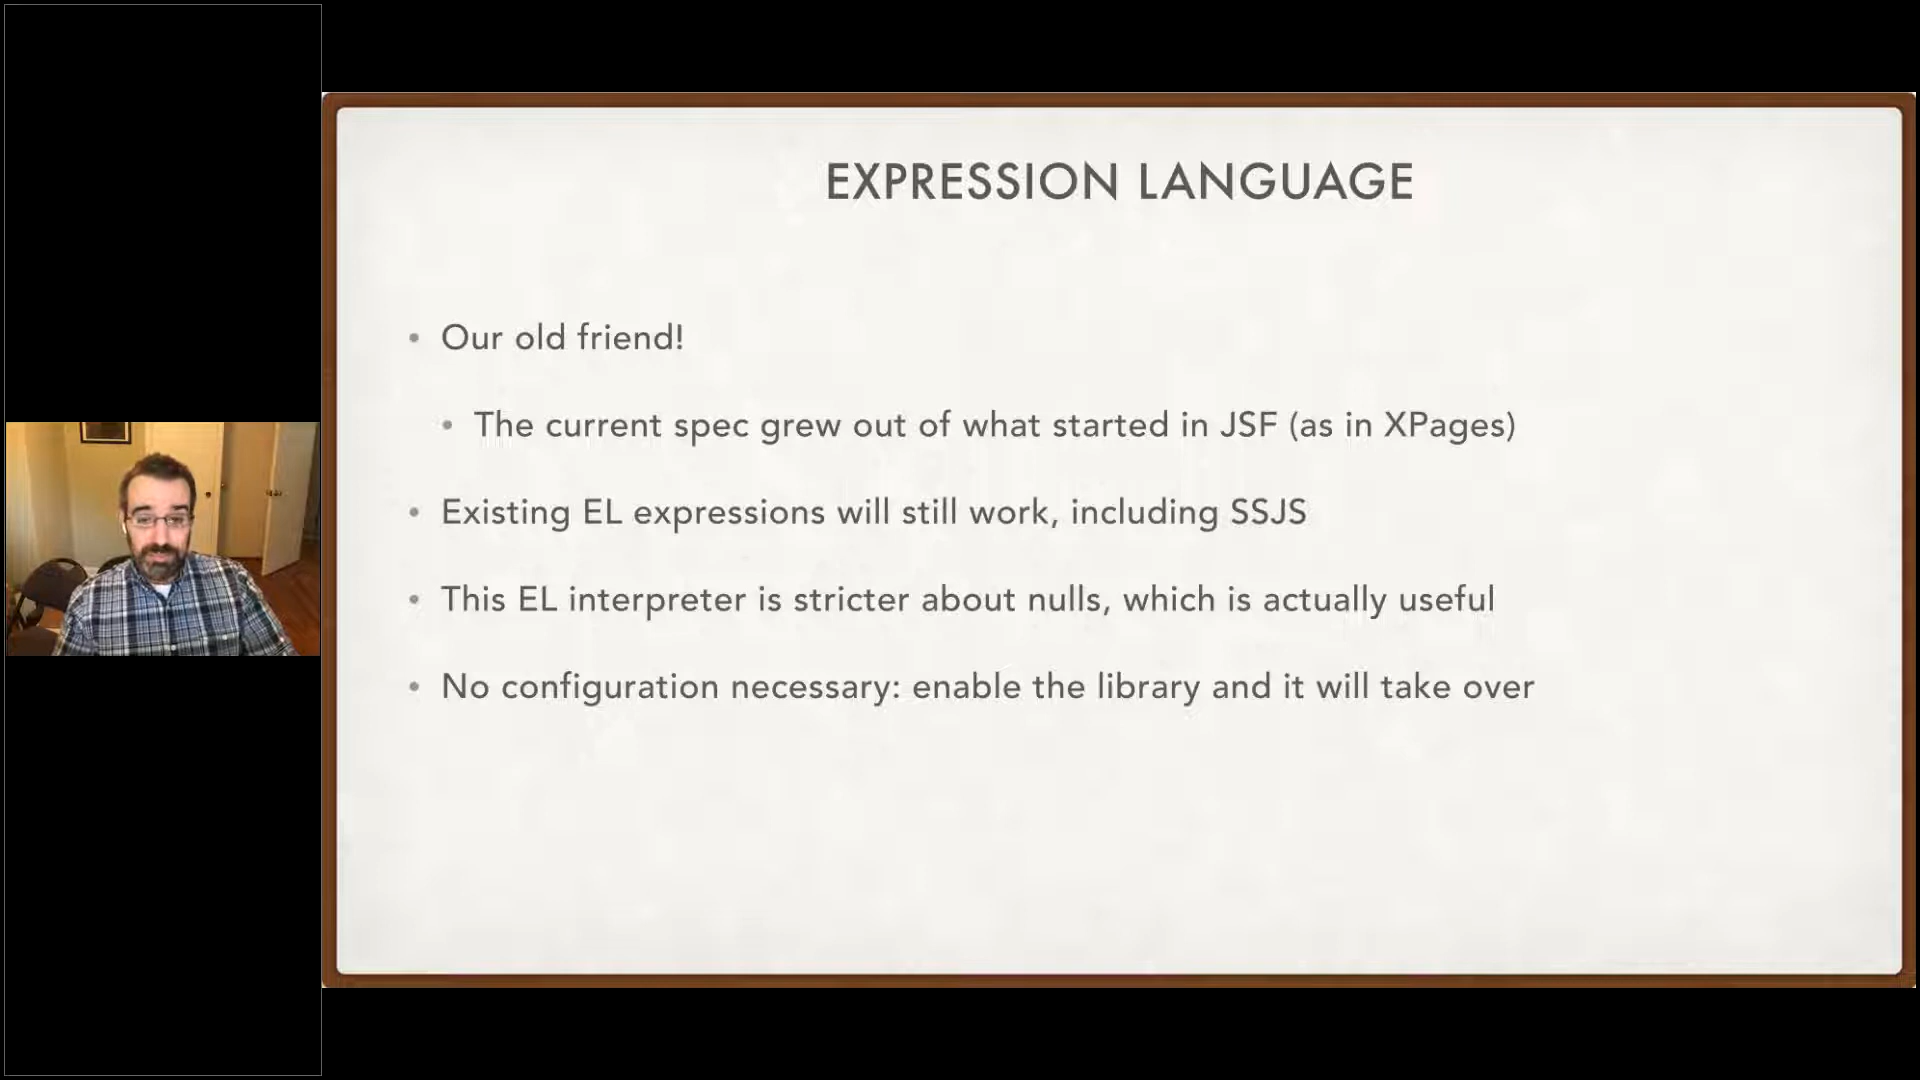 EXPRESSION LANGUAGE
• Our old friend!
• The current spec grew out of what started in JSF (as in XPages)
• Existing EL expressions will still work, including SSJS
• This EL interpreter is stricter about nulls, which is actually useful
• No configuration necessary: enable the library and it will take over